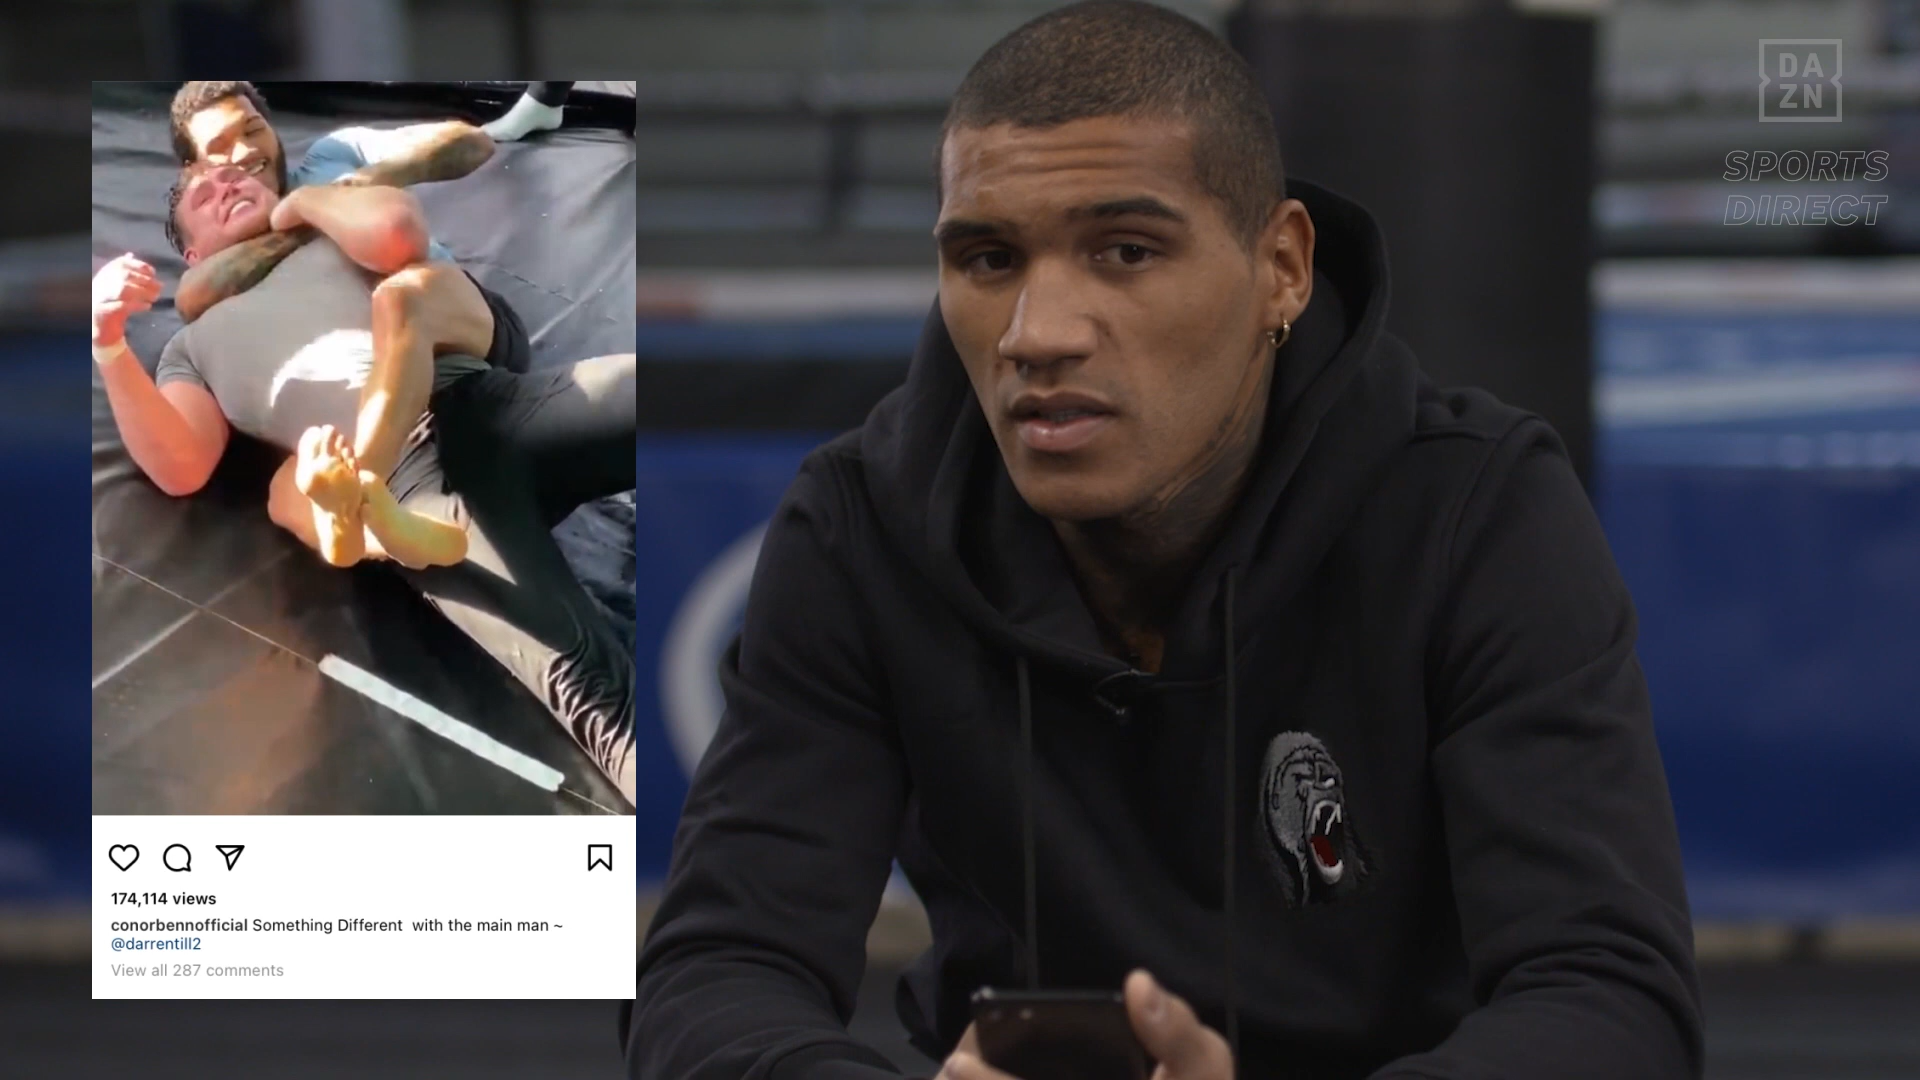 DA
ZN
SPORTS
DIRECT
174,114 views
conorbennofficial Something Different  with the main man ~
@darrentill2
View all 287 comments